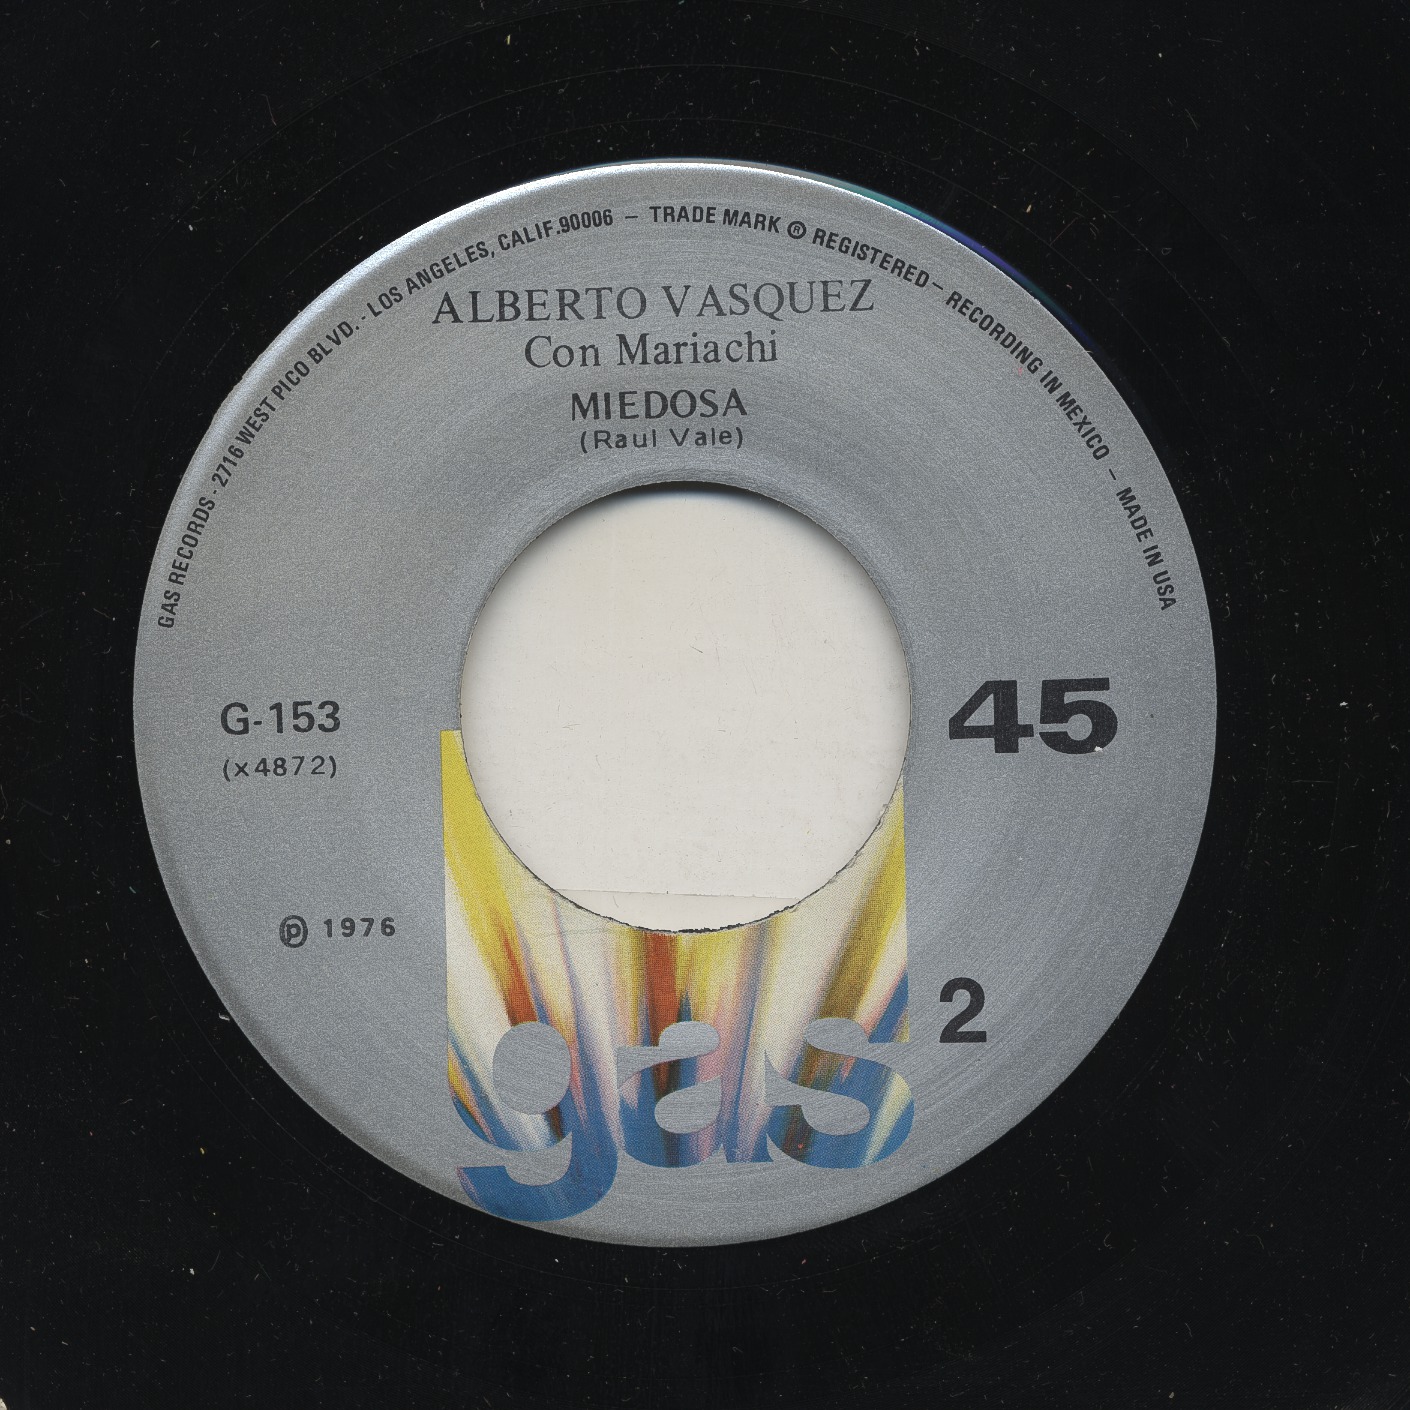 GAS RECORDS - 2716 WEST PICO BLVD. - LOS ANGELES, CALIF. 90006 — TRADE MARK ® REGISTERED — RECORDING IN MEXICO — MADE IN USA
ALBERTO VASQUEZ
Con Mariachi
MIEDOSA
(Raul Vale)
G-153
(x4872)
45
℗ 1976
2
gas